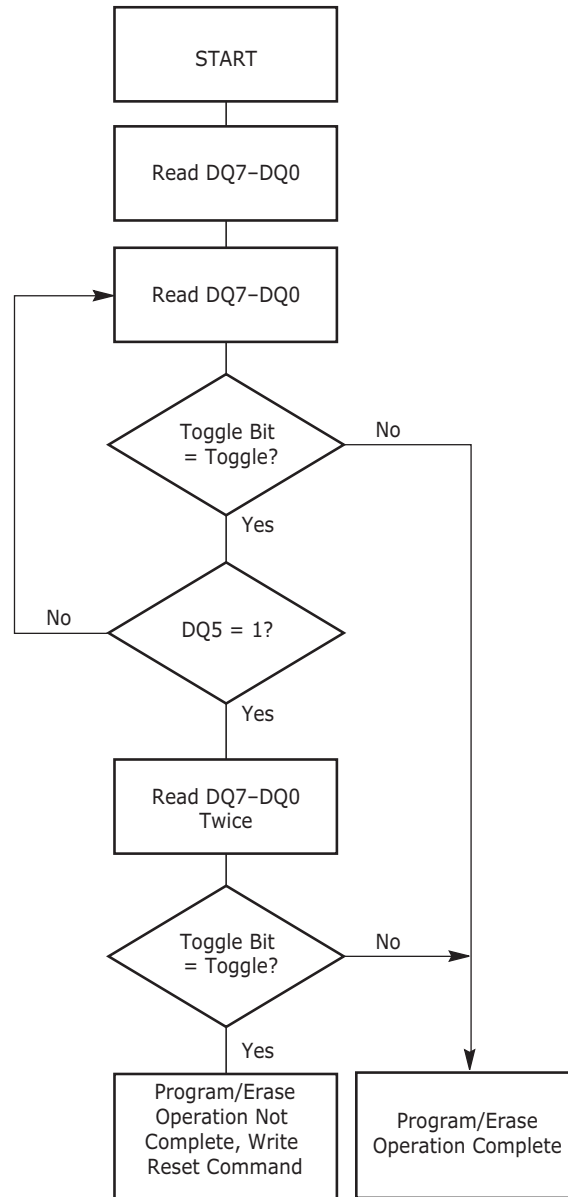 START
Read DQ7–DQ0
Read DQ7–DQ0
Toggle Bit
= Toggle?
No
Yes
No
DQ5 = 1?
Yes
Read DQ7–DQ0
Twice
Toggle Bit
= Toggle?
No
Yes
Program/Erase
Operation Not
Complete, Write
Reset Command
Program/Erase
Operation Complete